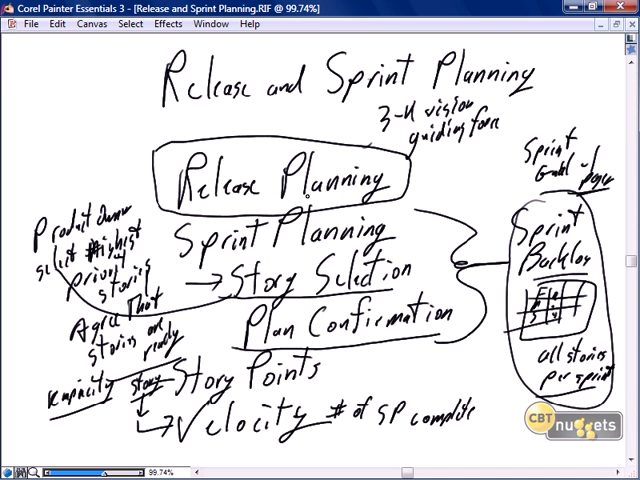 Corel Painter Essentials 3 - [Release and Sprint Planning.RIF @ 99.74%]
File Edit Canvas Select Effects Window Help
Release and Sprint Planning
3-4 vision
guiding force
Release Planning
Sprint Planning
Story Selection
Plan Confirmation
Story Points
Velocity # of SP complete
Product Owner
select highest
priority
stories
Agree that
stories are
ready
Kapicity
Story
Sprint
Goal
Sprint
Backlog
all stories
per sprint
CBT
nuggets
99.74%